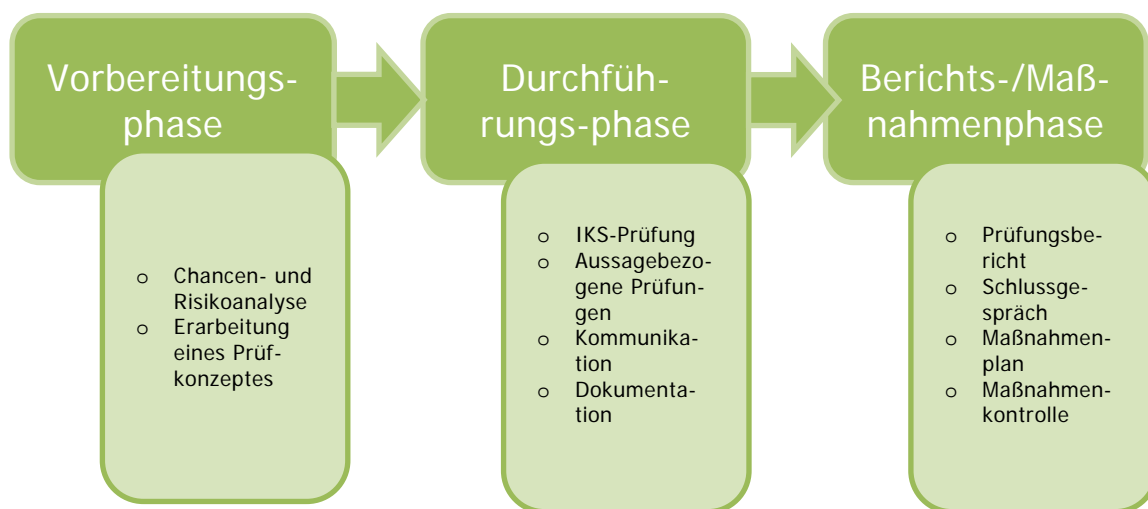 Vorbereitungs-
phase
o Chancen- und
Risikoanalyse
o Erarbeitung
eines Prüf-
konzeptes
Durchfüh-
rungs-phase
o IKS-Prüfung
o Aussagebezo-
gene Prüfun-
gen
o Kommunika-
tion
o Dokumenta-
tion
Berichts-/Maß-
nahmenphase
o Prüfungsbe-
richt
o Schlussge-
spräch
o Maßnahmen-
plan
o Maßnahmen-
kontrolle